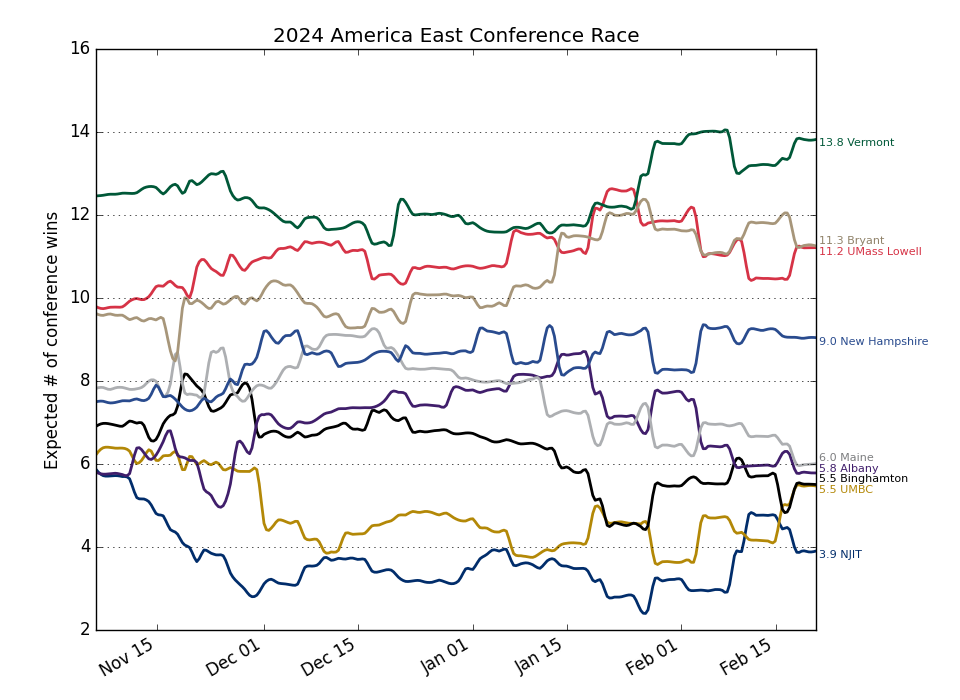 2024 America East Conference Race
Expected # of conference wins
16
14
12
10
8
6
4
2
13.8 Vermont
11.3 Bryant
11.2 UMass Lowell
9.0 New Hampshire
6.0 Maine
5.8 Albany
5.5 Binghamton
5.5 UMBC
3.9 NJIT
Nov 15
Dec 01
Dec 15
Jan 01
Jan 15
Feb 01
Feb 15